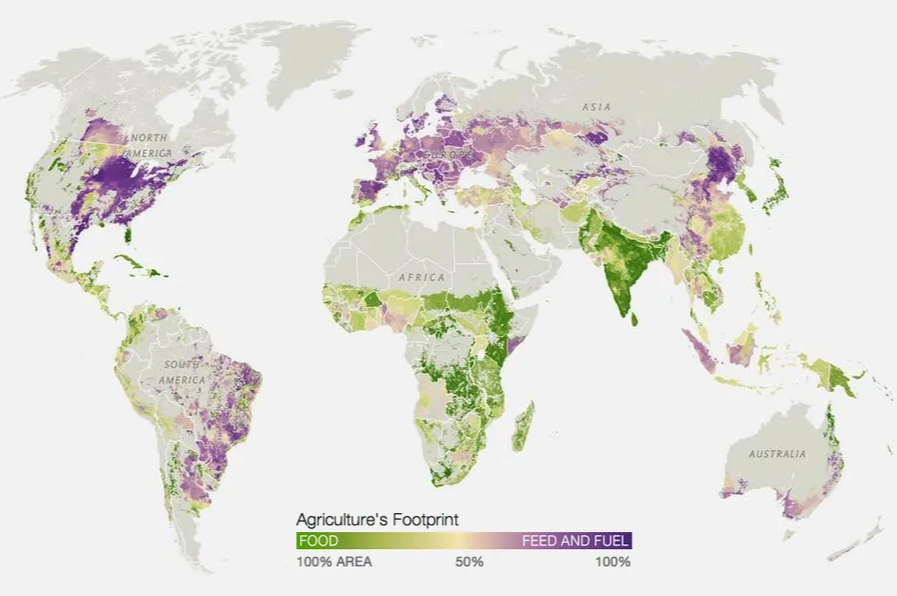 ASIA
NORTH
AMERICA
EUROPE
AFRICA
SOUTH
AMERICA
AUSTRALIA
Agriculture's Footprint
FOOD FEED AND FUEL
100% AREA 50% 100%